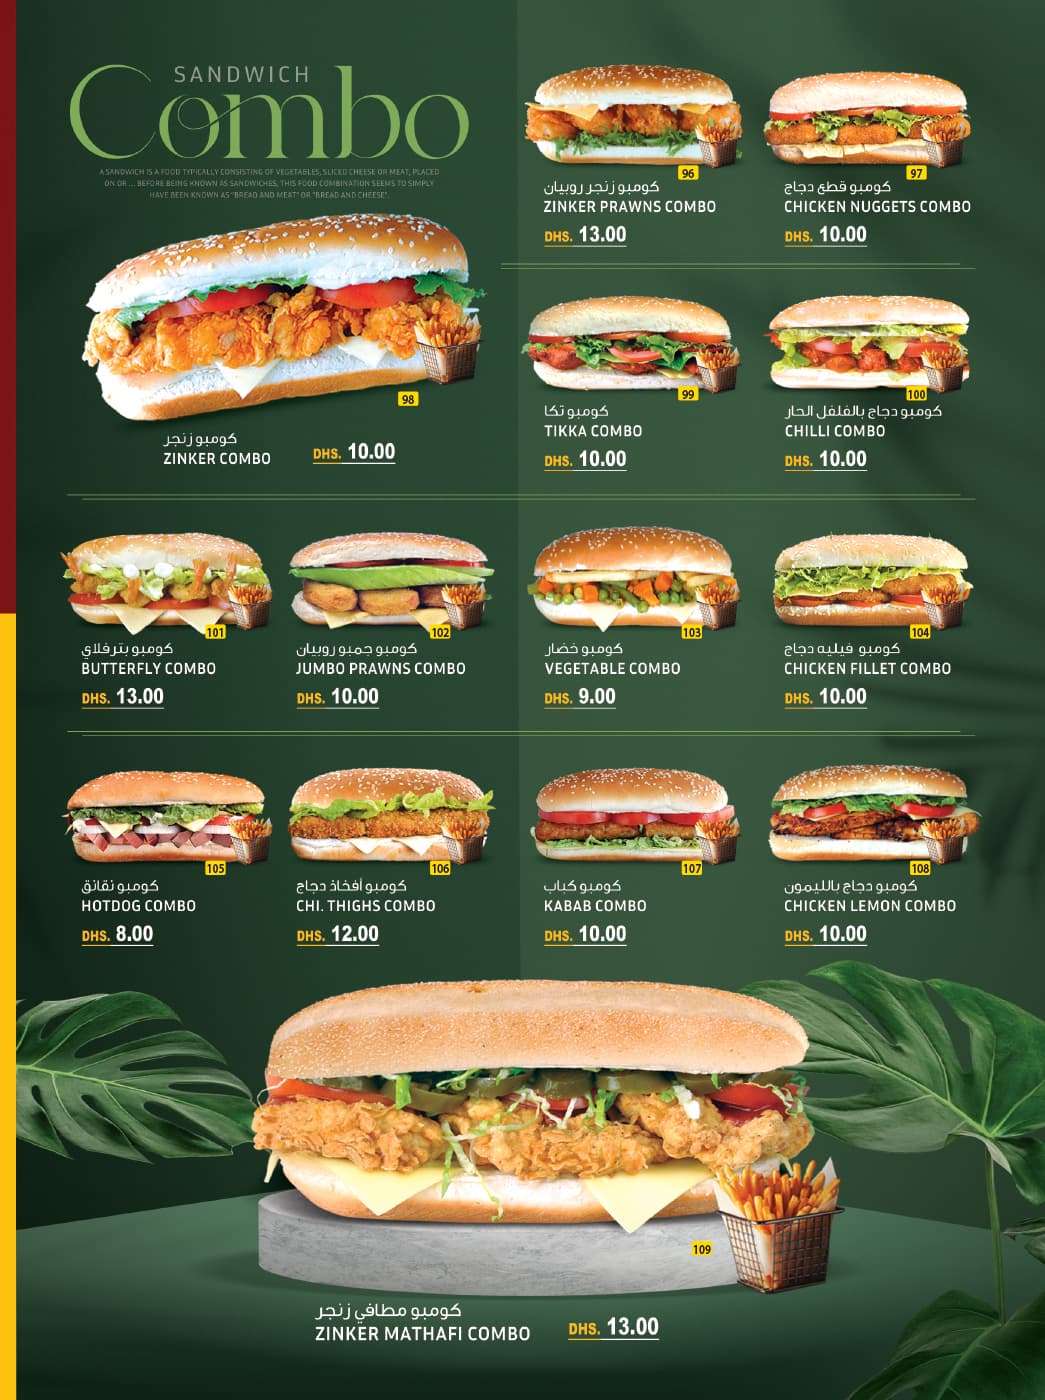 SANDWICH
Combo
A SANDWICH IS A FOOD TYPICALLY CONSISTING OF VEGETABLES, SLICED CHEESE OR MEAT, PLACED
ON OR ... BEFORE BEING KNOWN AS SANDWICHES, THIS FOOD COMBINATION SEEMS TO SIMPLY
HAVE BEEN KNOWN AS "BREAD AND MEAT" OR "BREAD AND CHEESE".
96
كومبو زنجر روبيان
ZINKER PRAWNS COMBO
DHS. 13.00
97
كومبو قطع دجاج
CHICKEN NUGGETS COMBO
DHS. 10.00
98
كومبو زنجر
ZINKER COMBO
DHS. 10.00
99
كومبو تكا
TIKKA COMBO
DHS. 10.00
100
كومبو دجاج بالفلفل الحار
CHILLI COMBO
DHS. 10.00
101
كومبو بترفلاي
BUTTERFLY COMBO
DHS. 13.00
102
كومبو جمبو روبيان
JUMBO PRAWNS COMBO
DHS. 10.00
103
كومبو خضار
VEGETABLE COMBO
DHS. 9.00
104
كومبو فيليه دجاج
CHICKEN FILLET COMBO
DHS. 10.00
105
كومبو نقانق
HOTDOG COMBO
DHS. 8.00
106
كومبو أفخاذ دجاج
CHI. THIGHS COMBO
DHS. 12.00
107
كومبو كباب
KABAB COMBO
DHS. 10.00
108
كومبو دجاج بالليمون
CHICKEN LEMON COMBO
DHS. 10.00
109
كومبو مطافي زنجر
ZINKER MATHAFI COMBO
DHS. 13.00